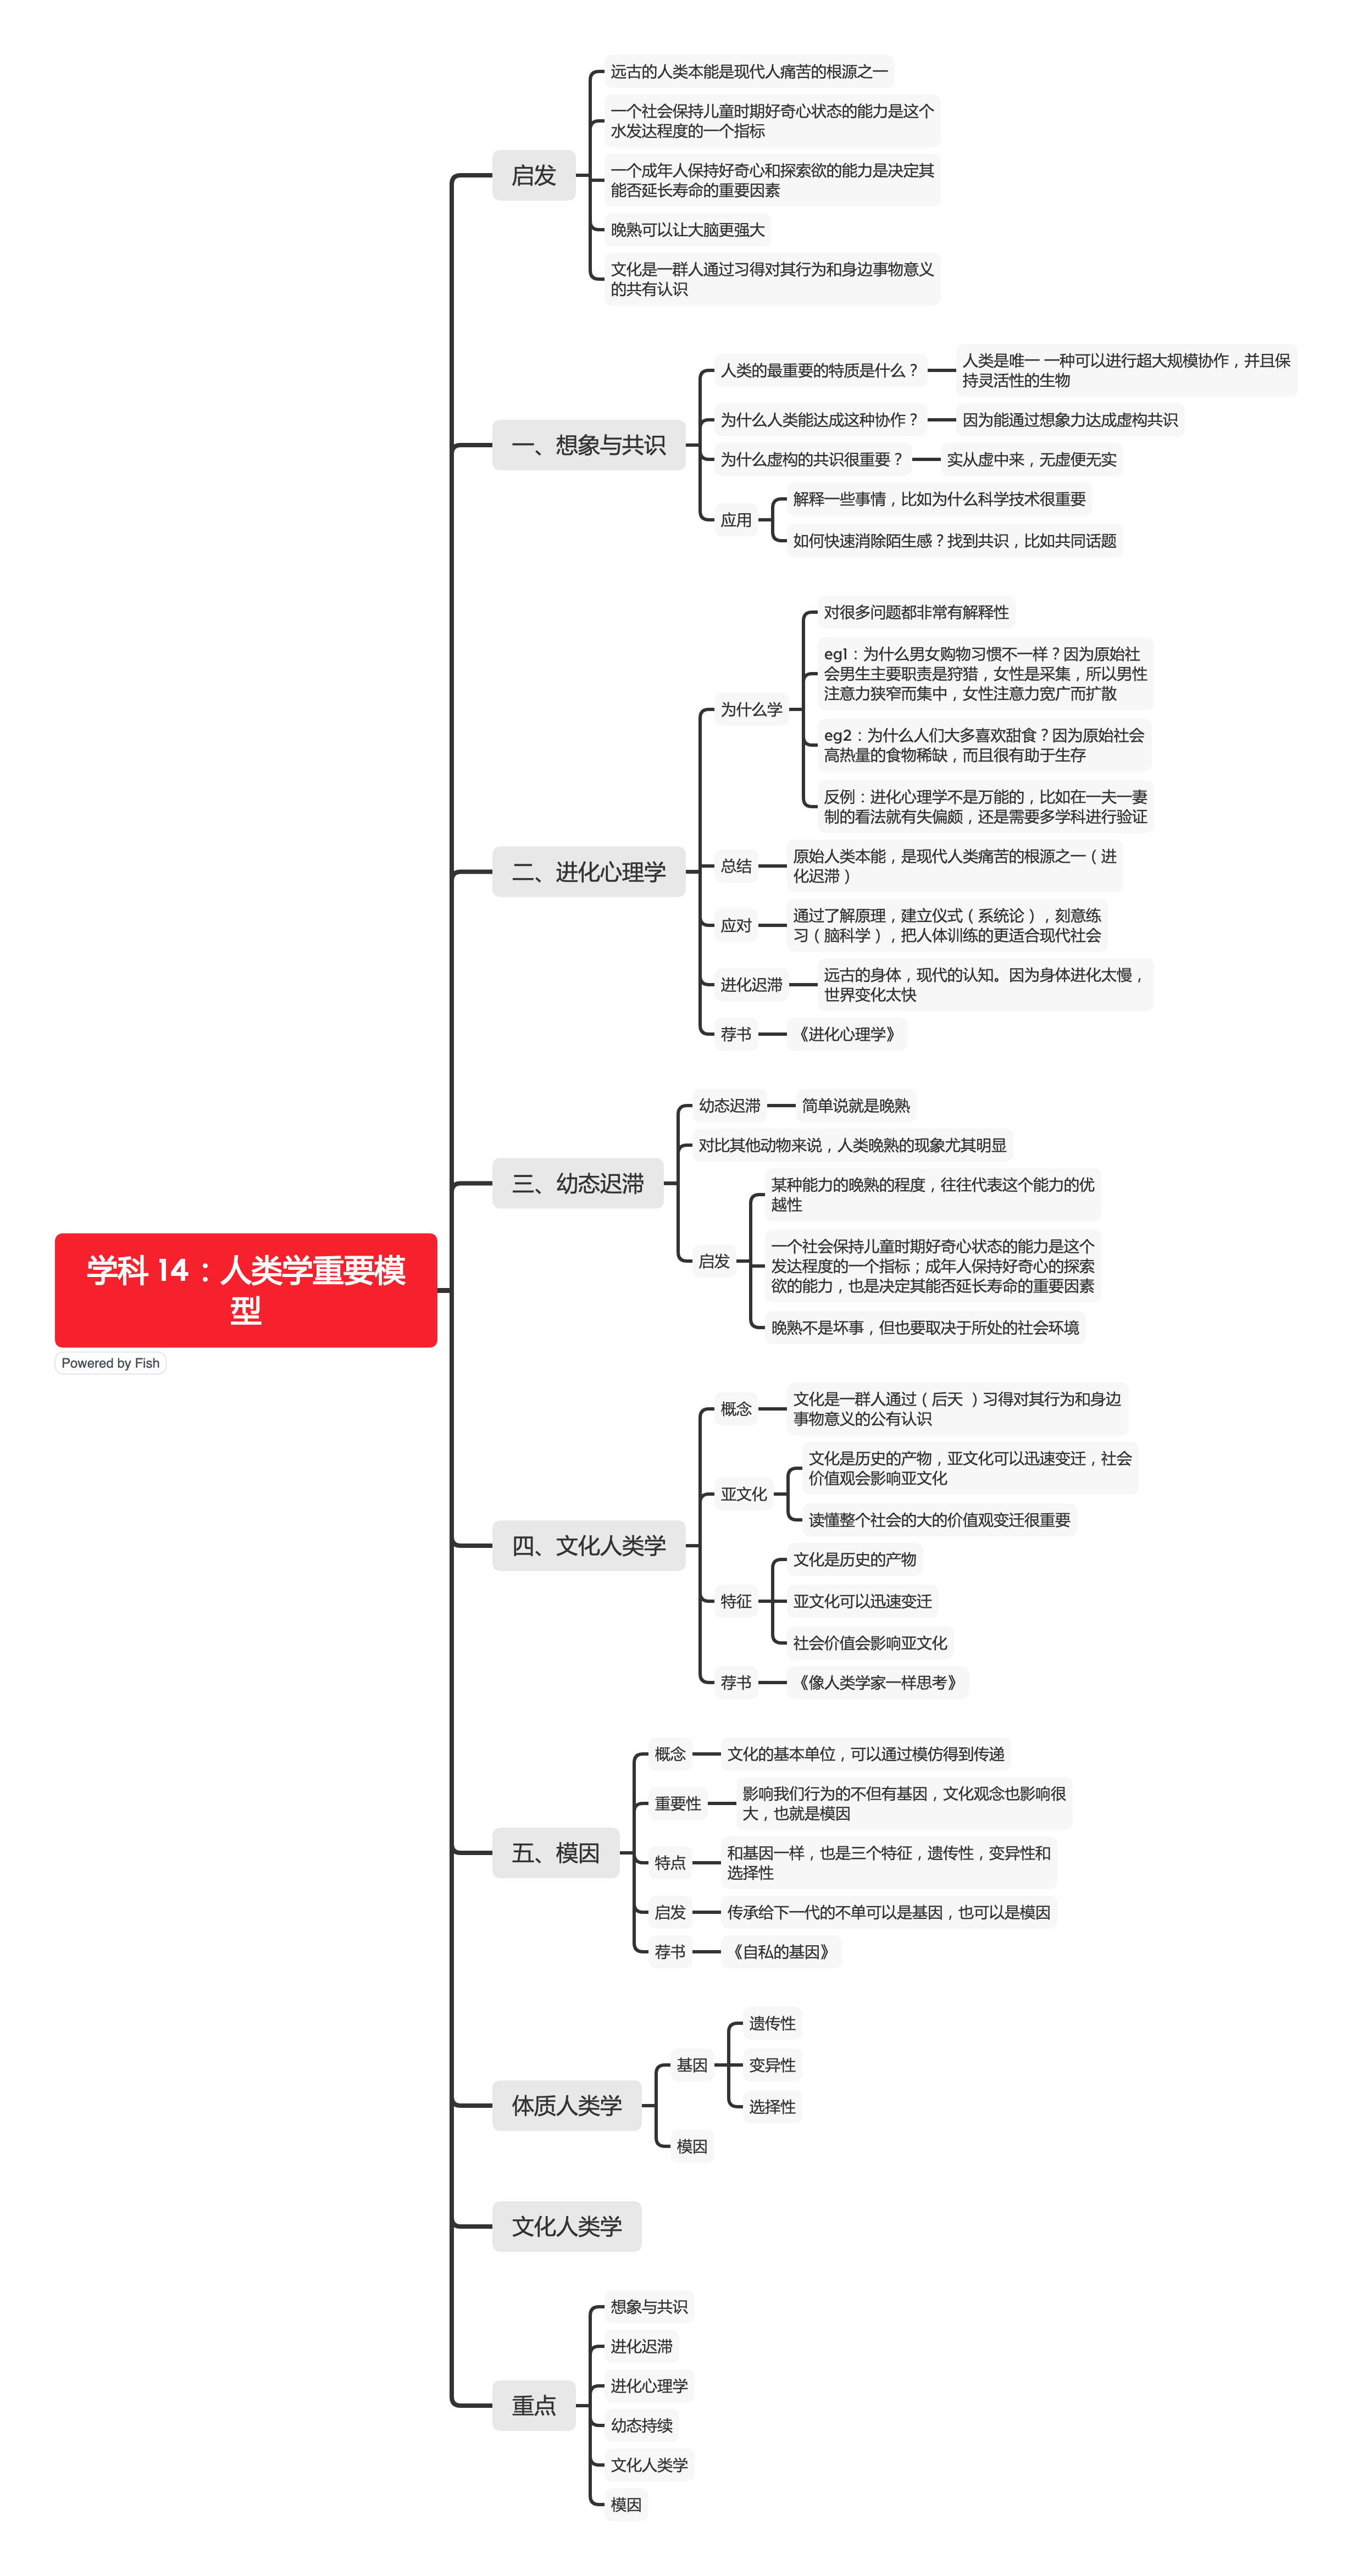 学科 14：人类学重要模
型
Powered by Fish
启发
远古的人类本能是现代人痛苦的根源之一
一个社会保持儿童时期好奇心状态的能力是这个
水发达程度的一个指标
一个成年人保持好奇心和探索欲的能力是决定其
能否延长寿命的重要因素
晚熟可以让大脑更强大
文化是一群人通过习得对其行为和身边事物意义
的共有认识
一、想象与共识
人类的最重要的特质是什么？
人类是唯一 一种可以进行超大规模协作，并且保
持灵活性的生物
为什么人类能达成这种协作？
因为能通过想象力达成虚构共识
为什么虚构的共识很重要？
实从虚中来，无虚便无实
应用
解释一些事情，比如为什么科学技术很重要
如何快速消除陌生感？找到共识，比如共同话题
二、进化心理学
为什么学
对很多问题都非常有解释性
eg1：为什么男女购物习惯不一样？因为原始社
会男生主要职责是狩猎，女性是采集，所以男性
注意力狭窄而集中，女性注意力宽广而扩散
eg2：为什么人们大多喜欢甜食？因为原始社会
高热量的食物稀缺，而且很有助于生存
反例：进化心理学不是万能的，比如在一夫一妻
制的看法就有失偏颇，还是需要多学科进行验证
总结
原始人类本能，是现代人类痛苦的根源之一（进
化迟滞）
应对
通过了解原理，建立仪式（系统论），刻意练
习（脑科学），把人体训练的更适合现代社会
进化迟滞
远古的身体，现代的认知。因为身体进化太慢，
世界变化太快
荐书
《进化心理学》
三、幼态迟滞
幼态迟滞
简单说就是晚熟
对比其他动物来说，人类晚熟的现象尤其明显
启发
某种能力的晚熟的程度，往往代表这个能力的优
越性
一个社会保持儿童时期好奇心状态的能力是这个
发达程度的一个指标；成年人保持好奇心的探索
欲的能力，也是决定其能否延长寿命的重要因素
晚熟不是坏事，但也要取决于所处的社会环境
四、文化人类学
概念
文化是一群人通过（后天 ）习得对其行为和身边
事物意义的公有认识
亚文化
文化是历史的产物，亚文化可以迅速变迁，社会
价值观会影响亚文化
读懂整个社会的大的价值观变迁很重要
特征
文化是历史的产物
亚文化可以迅速变迁
社会价值会影响亚文化
荐书
《像人类学家一样思考》
五、模因
概念
文化的基本单位，可以通过模仿得到传递
重要性
影响我们行为的不但有基因，文化观念也影响很
大，也就是模因
特点
和基因一样，也是三个特征，遗传性，变异性和
选择性
启发
传承给下一代的不单可以是基因，也可以是模因
荐书
《自私的基因》
体质人类学
基因
遗传性
变异性
选择性
模因
文化人类学
重点
想象与共识
进化迟滞
进化心理学
幼态持续
文化人类学
模因